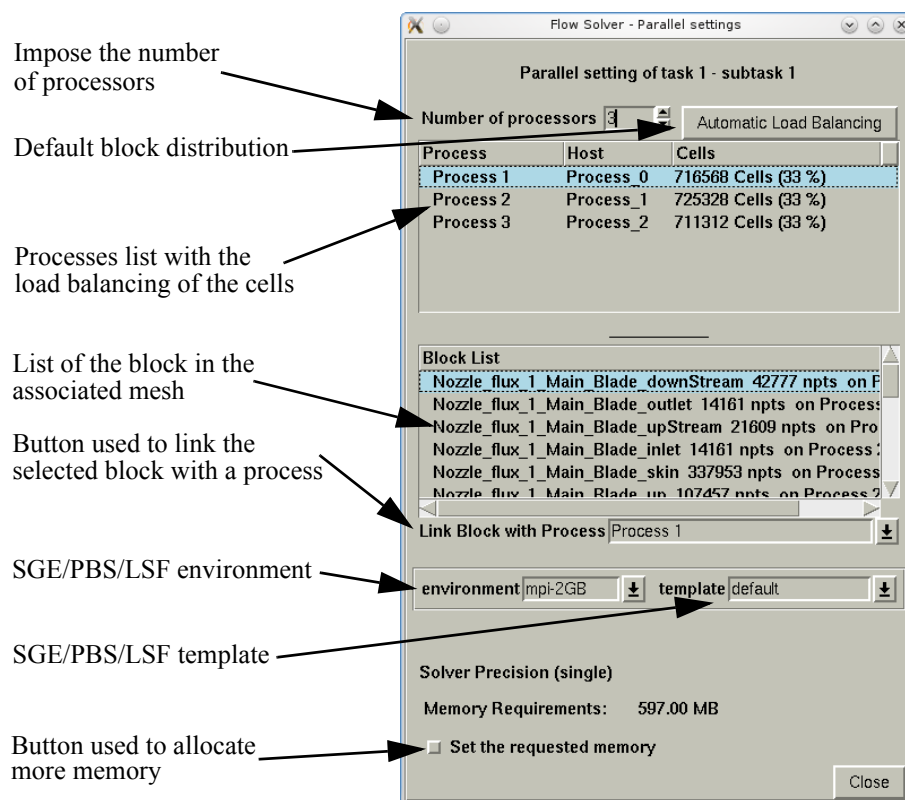 Flow Solver - Parallel settings
Impose the number
of processors
Parallel setting of task 1 - subtask 1
Number of processors 3
Automatic Load Balancing
Default block distribution
Process Host Cells
Process 1 Process_0 716568 Cells (33 %)
Process 2 Process_1 725328 Cells (33 %)
Process 3 Process_2 711312 Cells (33 %)
Processes list with the
load balancing of the cells
List of the block in the
associated mesh
Block List
Nozzle_flux_1_Main_Blade_downStream 42777 npts on
Nozzle_flux_1_Main_Blade_outlet 14161 npts on Process
Nozzle_flux_1_Main_Blade_upStream 21609 npts on Pro
Nozzle_flux_1_Main_Blade_inlet 14161 npts on Process
Nozzle_flux_1_Main_Blade_skin 337953 npts on Process
Nozzle_flux_1_Main_Blade_up 107457 npts on Process 2
Button used to link the
selected block with a process
Link Block with Process Process 1
SGE/PBS/LSF environment
environment mpi-2GB template default
SGE/PBS/LSF template
Solver Precision (single)
Memory Requirements: 597.00 MB
Button used to allocate
more memory
Set the requested memory
Close